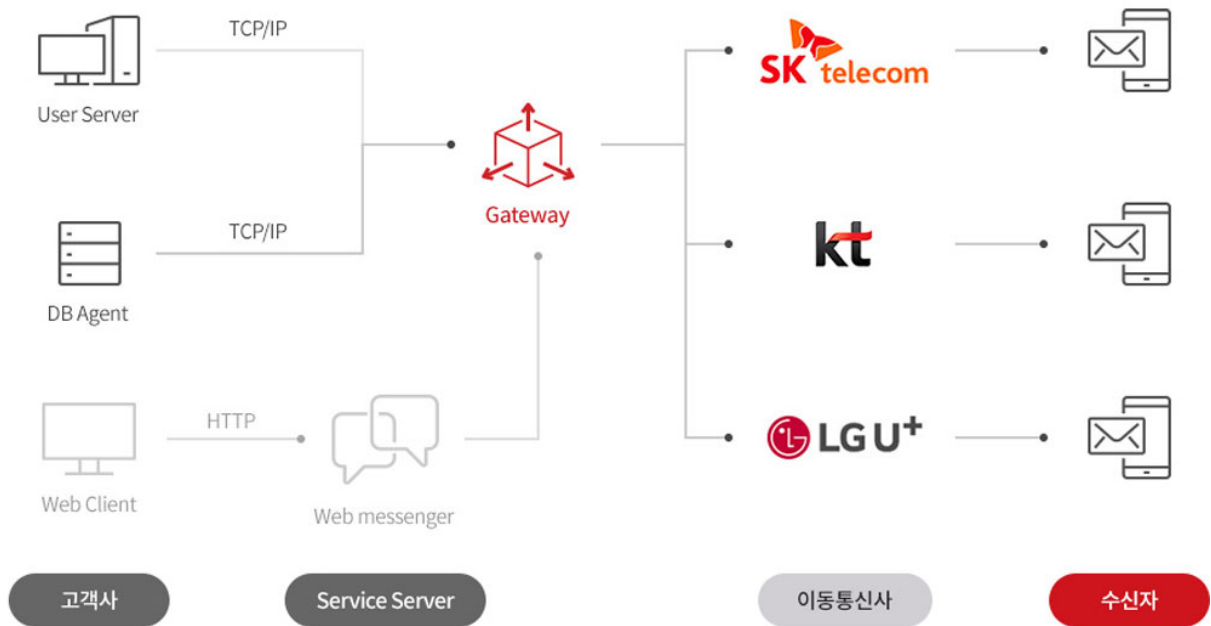 TCP/IP
User Server
SK telecom
Gateway
TCP/IP
kt
DB Agent
HTTP
LG U+
Web Client
Web messenger
고객사
Service Server
이동통신사
수신자